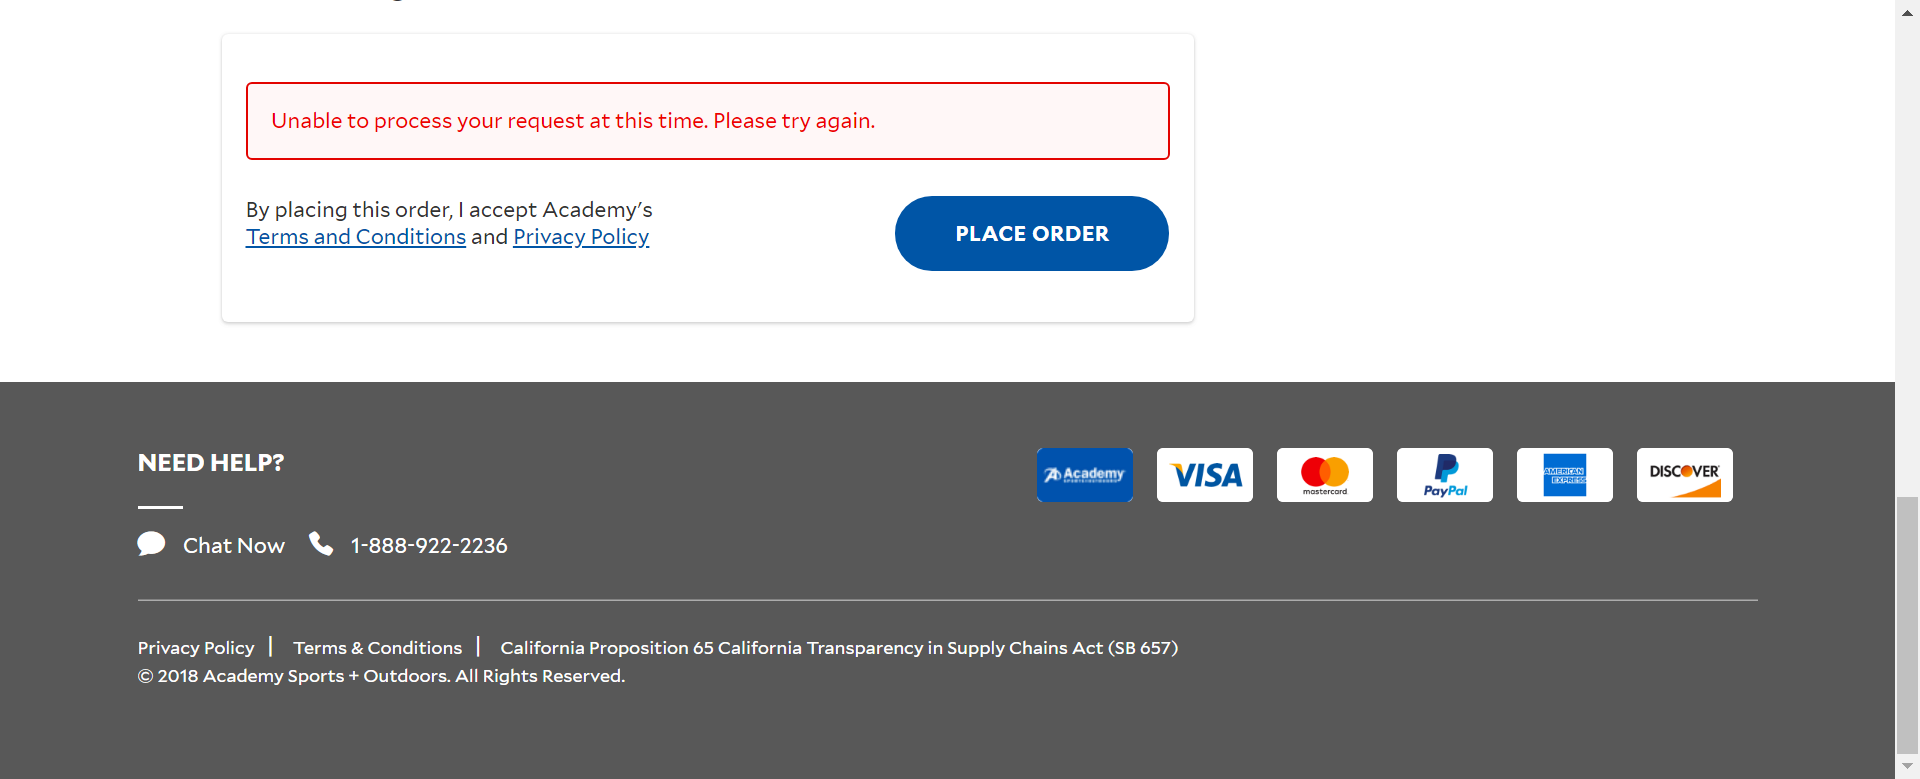 Unable to process your request at this time. Please try again.
By placing this order, I accept Academy's
Terms and Conditions and Privacy Policy
PLACE ORDER
NEED HELP?
Academy
VISA
mastercard
PayPal
AMERICAN
EXPRESS
DISCOVER
Chat Now
1-888-922-2236
Privacy Policy | Terms & Conditions | California Proposition 65 California Transparency in Supply Chains Act (SB 657)
© 2018 Academy Sports + Outdoors. All Rights Reserved.